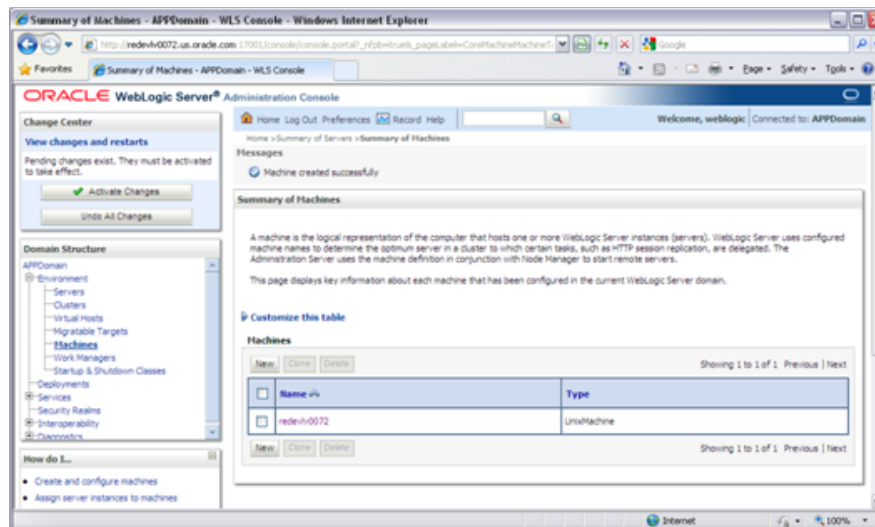 Summary of Machines - APPDomain - WLS Console - Windows Internet Explorer
http://redevlv0072.us.oracle.com:17001/console/console.portal?_nfpb=true&_pageLabel=CoreMachineMachineT
Google
Favorites
Summary of Machines - APPDomain - WLS Console
Page
Safety
Tools
ORACLE WebLogic Server® Administration Console
Change Center
View changes and restarts
Pending changes exist. They must be activated
to take effect.
Activate Changes
Undo All Changes
Domain Structure
APPDomain
Environment
Servers
Clusters
Virtual Hosts
Migratable Targets
Machines
Work Managers
Startup & Shutdown Classes
Deployments
Services
Security Realms
Interoperability
Diagnostics
How do I...
Create and configure machines
Assign server instances to machines
Home Log Out Preferences Record Help
Welcome, weblogic Connected to: APPDomain
Home >Summary of Servers >Summary of Machines
Messages
Machine created successfully
Summary of Machines
A machine is the logical representation of the computer that hosts one or more WebLogic Server instances (servers). WebLogic Server uses configured
machine names to determine the optimum server in a cluster to which certain tasks, such as HTTP session replication, are delegated. The
Administration Server uses the machine definition in conjunction with Node Manager to start remote servers.
This page displays key information about each machine that has been configured in the current WebLogic Server domain.
Customize this table
Machines
New Clone Delete
Showing 1 to 1 of 1 Previous | Next
Name Type
redevlv0072 UnixMachine
New Clone Delete
Showing 1 to 1 of 1 Previous | Next
Internet
100%